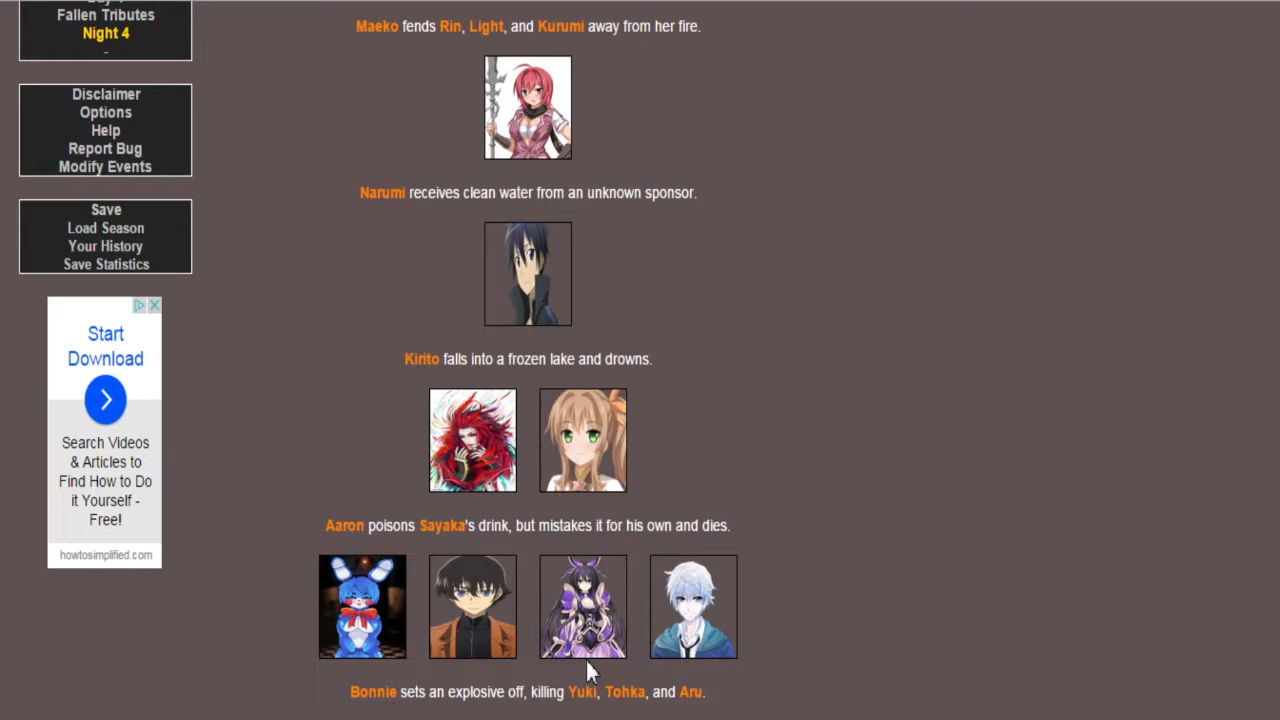 Fallen Tributes
Night 4
-
Disclaimer
Options
Help
Report Bug
Modify Events
Save
Load Season
Your History
Save Statistics
Start
Download
Search Videos
& Articles to
Find How to Do
it Yourself -
Free!
howtosimplified.com
Maeko fends Rin, Light, and Kurumi away from her fire.
Narumi receives clean water from an unknown sponsor.
Kirito falls into a frozen lake and drowns.
Aaron poisons Sayaka's drink, but mistakes it for his own and dies.
Bonnie sets an explosive off, killing Yuki, Tohka, and Aru.